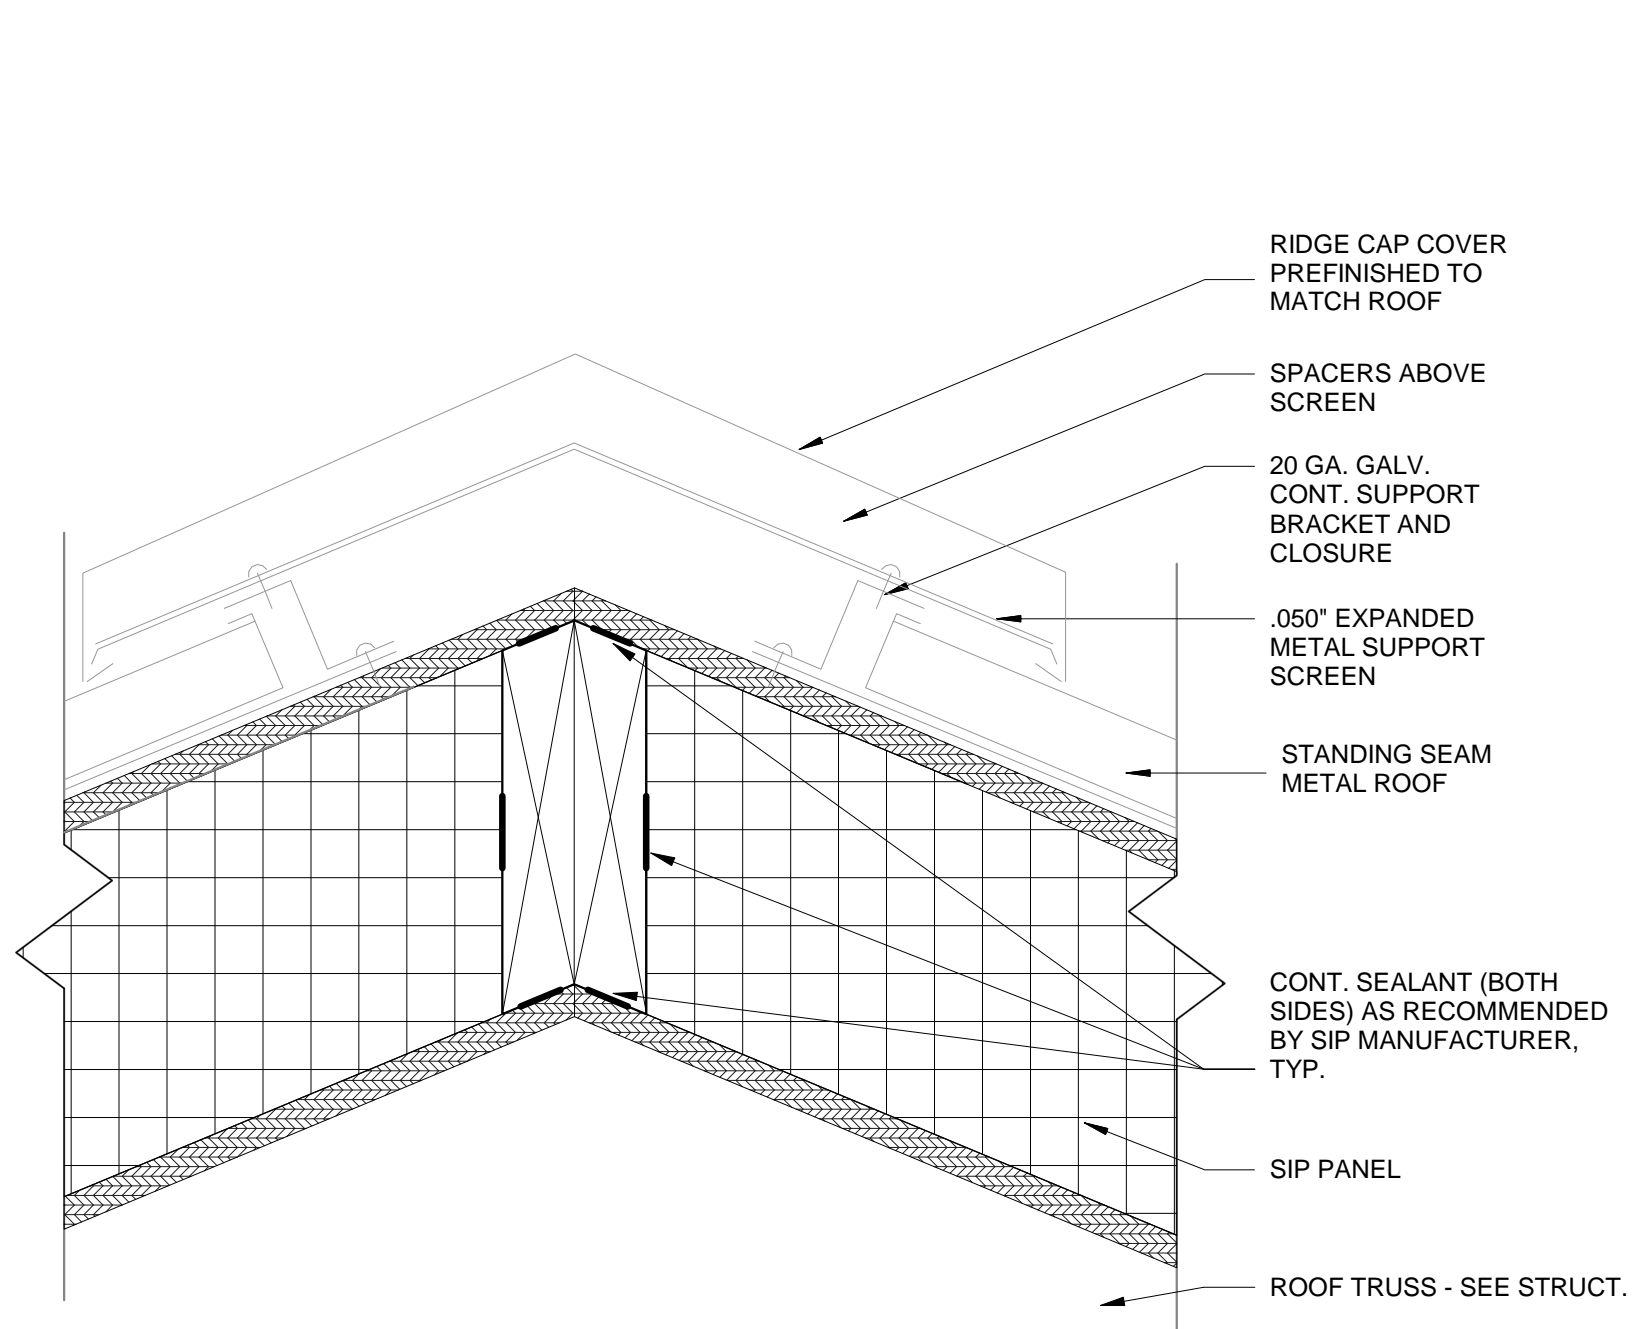 RIDGE CAP COVER
PREFINISHED TO
MATCH ROOF
SPACERS ABOVE
SCREEN
20 GA. GALV.
CONT. SUPPORT
BRACKET AND
CLOSURE
.050" EXPANDED
METAL SUPPORT
SCREEN
STANDING SEAM
METAL ROOF
CONT. SEALANT (BOTH
SIDES) AS RECOMMENDED
BY SIP MANUFACTURER,
TYP.
SIP PANEL
ROOF TRUSS - SEE STRUCT.